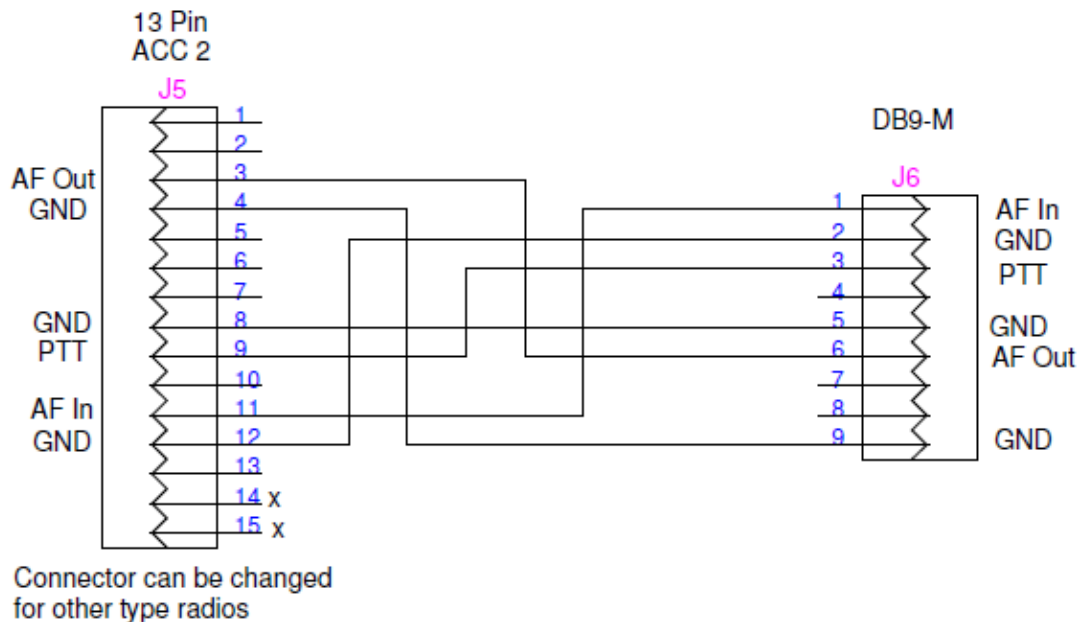 13 Pin
ACC 2
J5
1
2
AF Out 3
GND 4
5
6
7
GND 8
PTT 9
10
AF In 11
GND 12
13
14 x
15 x
Connector can be changed
for other type radios
DB9-M
J6
1 AF In
2 GND
3 PTT
4
5 GND
6 AF Out
7
8
9 GND